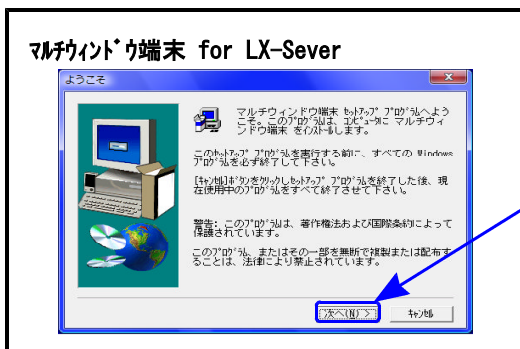 ﾏﾙﾁｳｨﾝﾄﾞｳ端末 for LX-Sever
ようこそ
マルチウィンドウ端末 ｾｯﾄｱｯﾌﾟ ﾌﾟﾛｸﾞﾗﾑへよう
こそ。このﾌﾟﾛｸﾞﾗﾑは、ｺﾝﾋﾟｭｰﾀに マルチウィ
ンドウ端末 をｲﾝｽﾄｰﾙします。
このｾｯﾄｱｯﾌﾟ ﾌﾟﾛｸﾞﾗﾑを実行する前に、すべての Windows
ﾌﾟﾛｸﾞﾗﾑを必ず終了して下さい。
[ｷｬﾝｾﾙ]ﾎﾞﾀﾝをｸﾘｯｸしｾｯﾄｱｯﾌﾟ ﾌﾟﾛｸﾞﾗﾑを終了した後、現
在使用中のﾌﾟﾛｸﾞﾗﾑをすべて終了させて下さい。
警告: このﾌﾟﾛｸﾞﾗﾑは、著作権法および国際条約によって
保護されています。
このﾌﾟﾛｸﾞﾗﾑ、またはその一部を無断で複製または配布す
ることは、法律により禁止されています。
次へ(N) >
ｷｬﾝｾﾙ